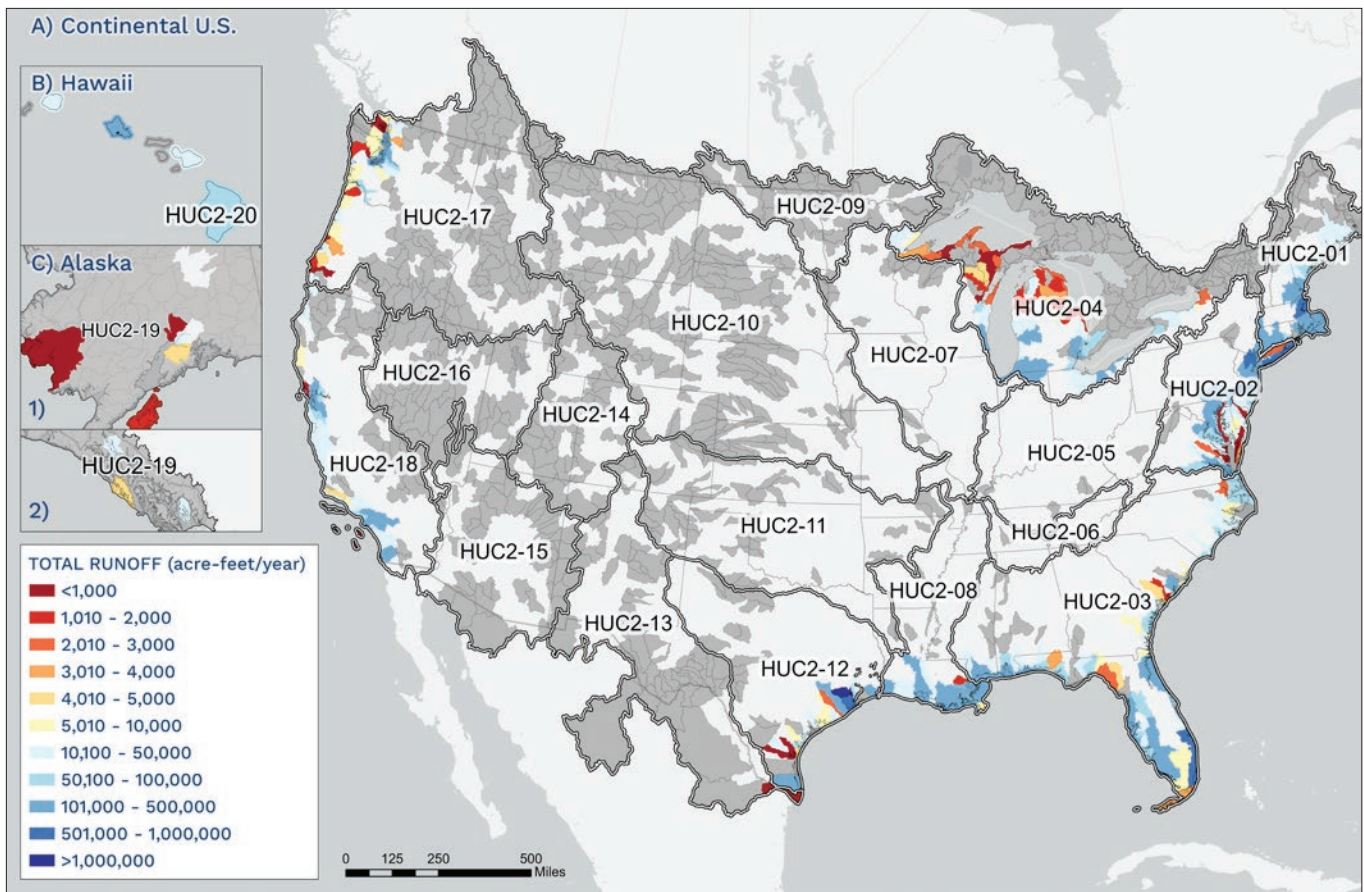 A) Continental U.S.
B) Hawaii
HUC2-20
C) Alaska
HUC2-19
1)
HUC2-19
2)
TOTAL RUNOFF (acre-feet/year)
<1,000
1,010 - 2,000
2,010 - 3,000
3,010 - 4,000
4,010 - 5,000
5,010 - 10,000
10,100 - 50,000
50,100 - 100,000
101,000 - 500,000
501,000 - 1,000,000
>1,000,000
HUC2-17
HUC2-09
HUC2-01
HUC2-04
HUC2-10
HUC2-07
HUC2-16
HUC2-02
HUC2-14
HUC2-05
HUC2-18
HUC2-11
HUC2-06
HUC2-15
HUC2-08
HUC2-03
HUC2-13
HUC2-12
0 125 250 500
Miles